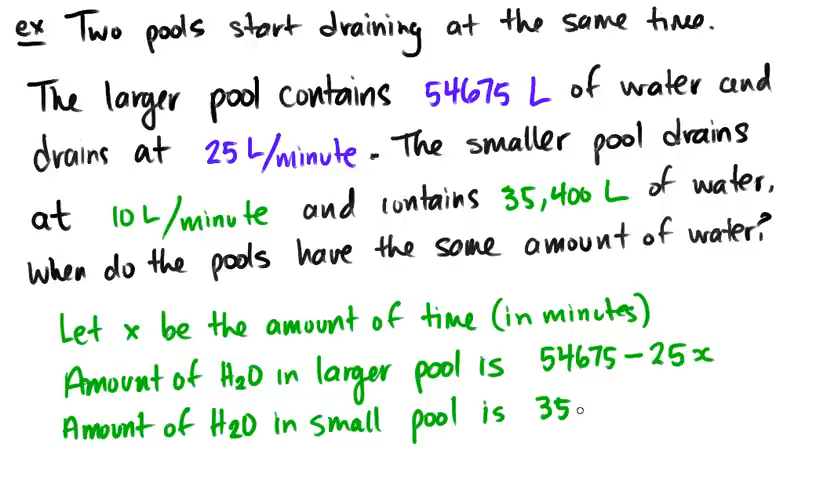 ex Two pools start draining at the same time.
The larger pool contains 54675 L of water and
drains at 25 L/minute. The smaller pool drains
at 10 L/minute and contains 35,400 L of water.
When do the pools have the same amount of water?
Let x be the amount of time (in minutes)
Amount of H₂O in larger pool is 54675 - 25x
Amount of H₂O in small pool is 35